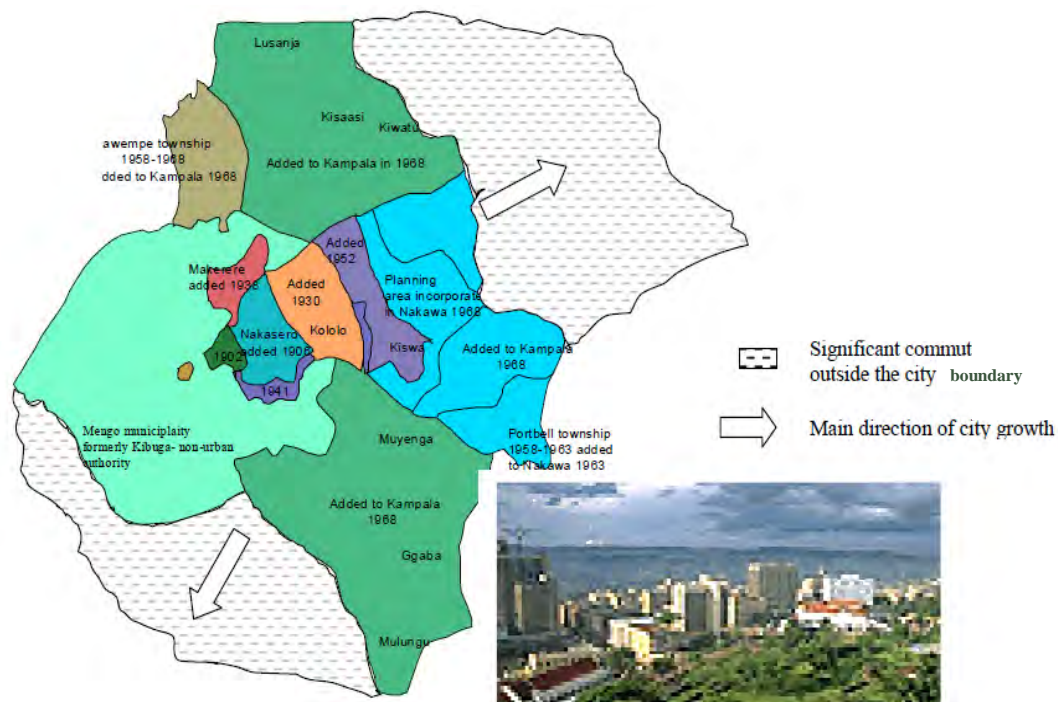 Lusanja
Kisaasi
Kiwatu
awempe township
1958-1968
dded to Kampala 1968
Added to Kampala in 1968
Added
1952
Makerere
added 1938
Added
1930
Planning
area incorporate
in Nakawa 1968
Kololo
Nakasero
added 1906
1902
Kiswa
Added to Kampala
1968
1941
Mengo municiplaity
formerly Kibuga- non-urban
authority
Muyenga
Portbell township
1958-1963 added
to Nakawa 1963
Added to Kampala
1968
Ggaba
Mulungu
Significant commut
outside the city boundary
Main direction of city growth